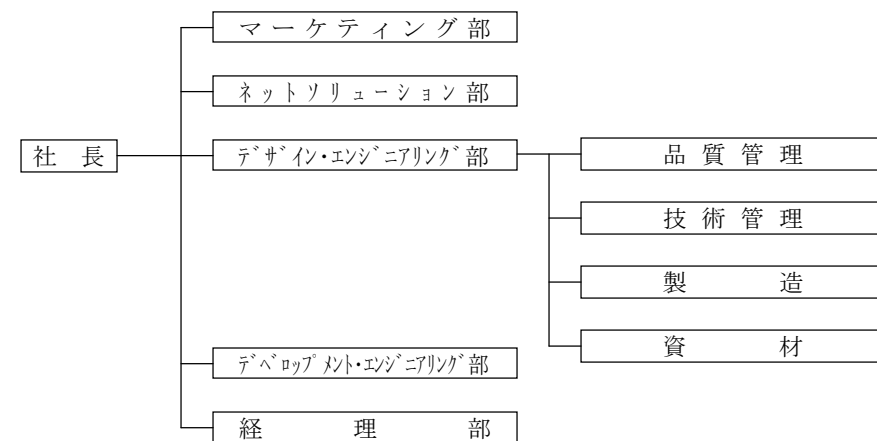 マーケティング部
ネットソリューション部
社長
デザイン・エンジニアリング部
品質管理
技術管理
製造
資材
デベロップメント・エンジニアリング部
経理部